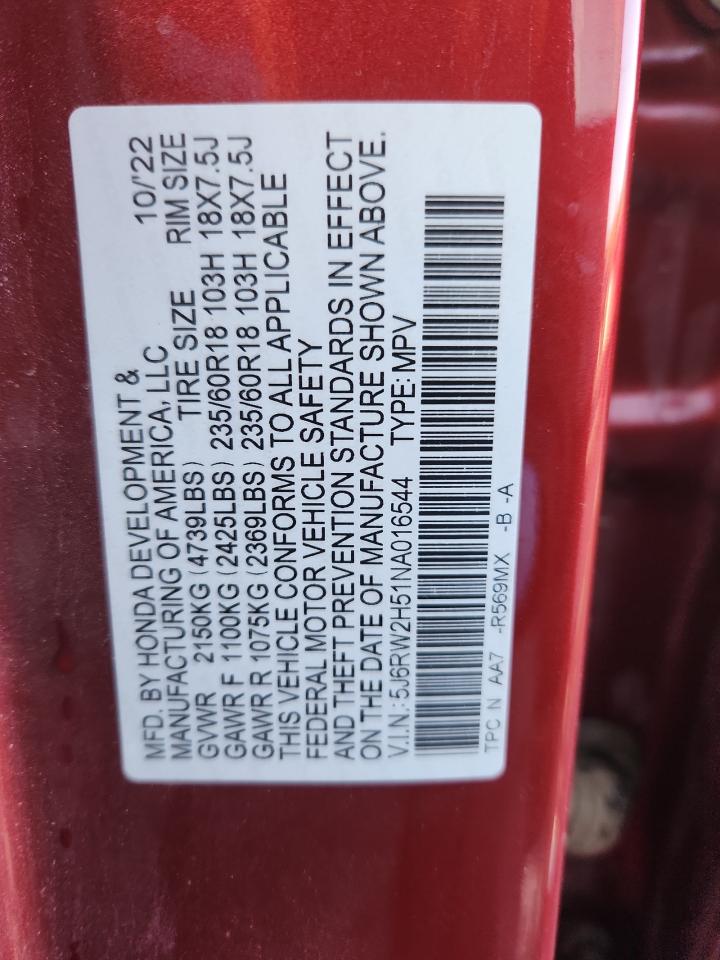 MFD. BY HONDA DEVELOPMENT & 10/'22
MANUFACTURING OF AMERICA, LLC
GVWR 2150KG (4739LBS) TIRE SIZE RIM SIZE
GAWR F 1100KG (2425LBS) 235/60R18 103H 18X7.5J
GAWR R 1075KG (2369LBS) 235/60R18 103H 18X7.5J
THIS VEHICLE CONFORMS TO ALL APPLICABLE
FEDERAL MOTOR VEHICLE SAFETY
AND THEFT PREVENTION STANDARDS IN EFFECT
ON THE DATE OF MANUFACTURE SHOWN ABOVE.
V.I.N.: 5J6RW2H51NA016544 TYPE: MPV
TPC N AA7 -R569MX -B -A